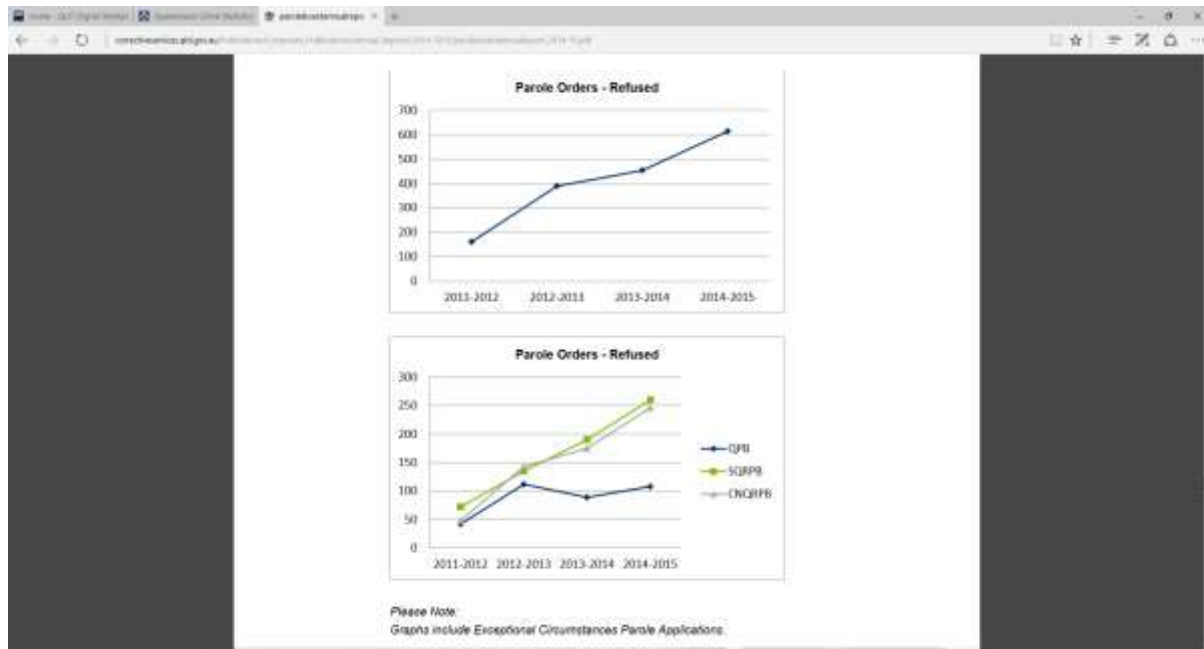 Parole Orders - Refused
700
600
500
400
300
200
100
0
2011-2012 2012-2013 2013-2014 2014-2015
Parole Orders - Refused
300
250
200
150
100
50
0
2011-2012 2012-2013 2013-2014 2014-2015
QPB
SQRPB
CNQRPB
Please Note:
Graphs include Exceptional Circumstances Parole Applications.